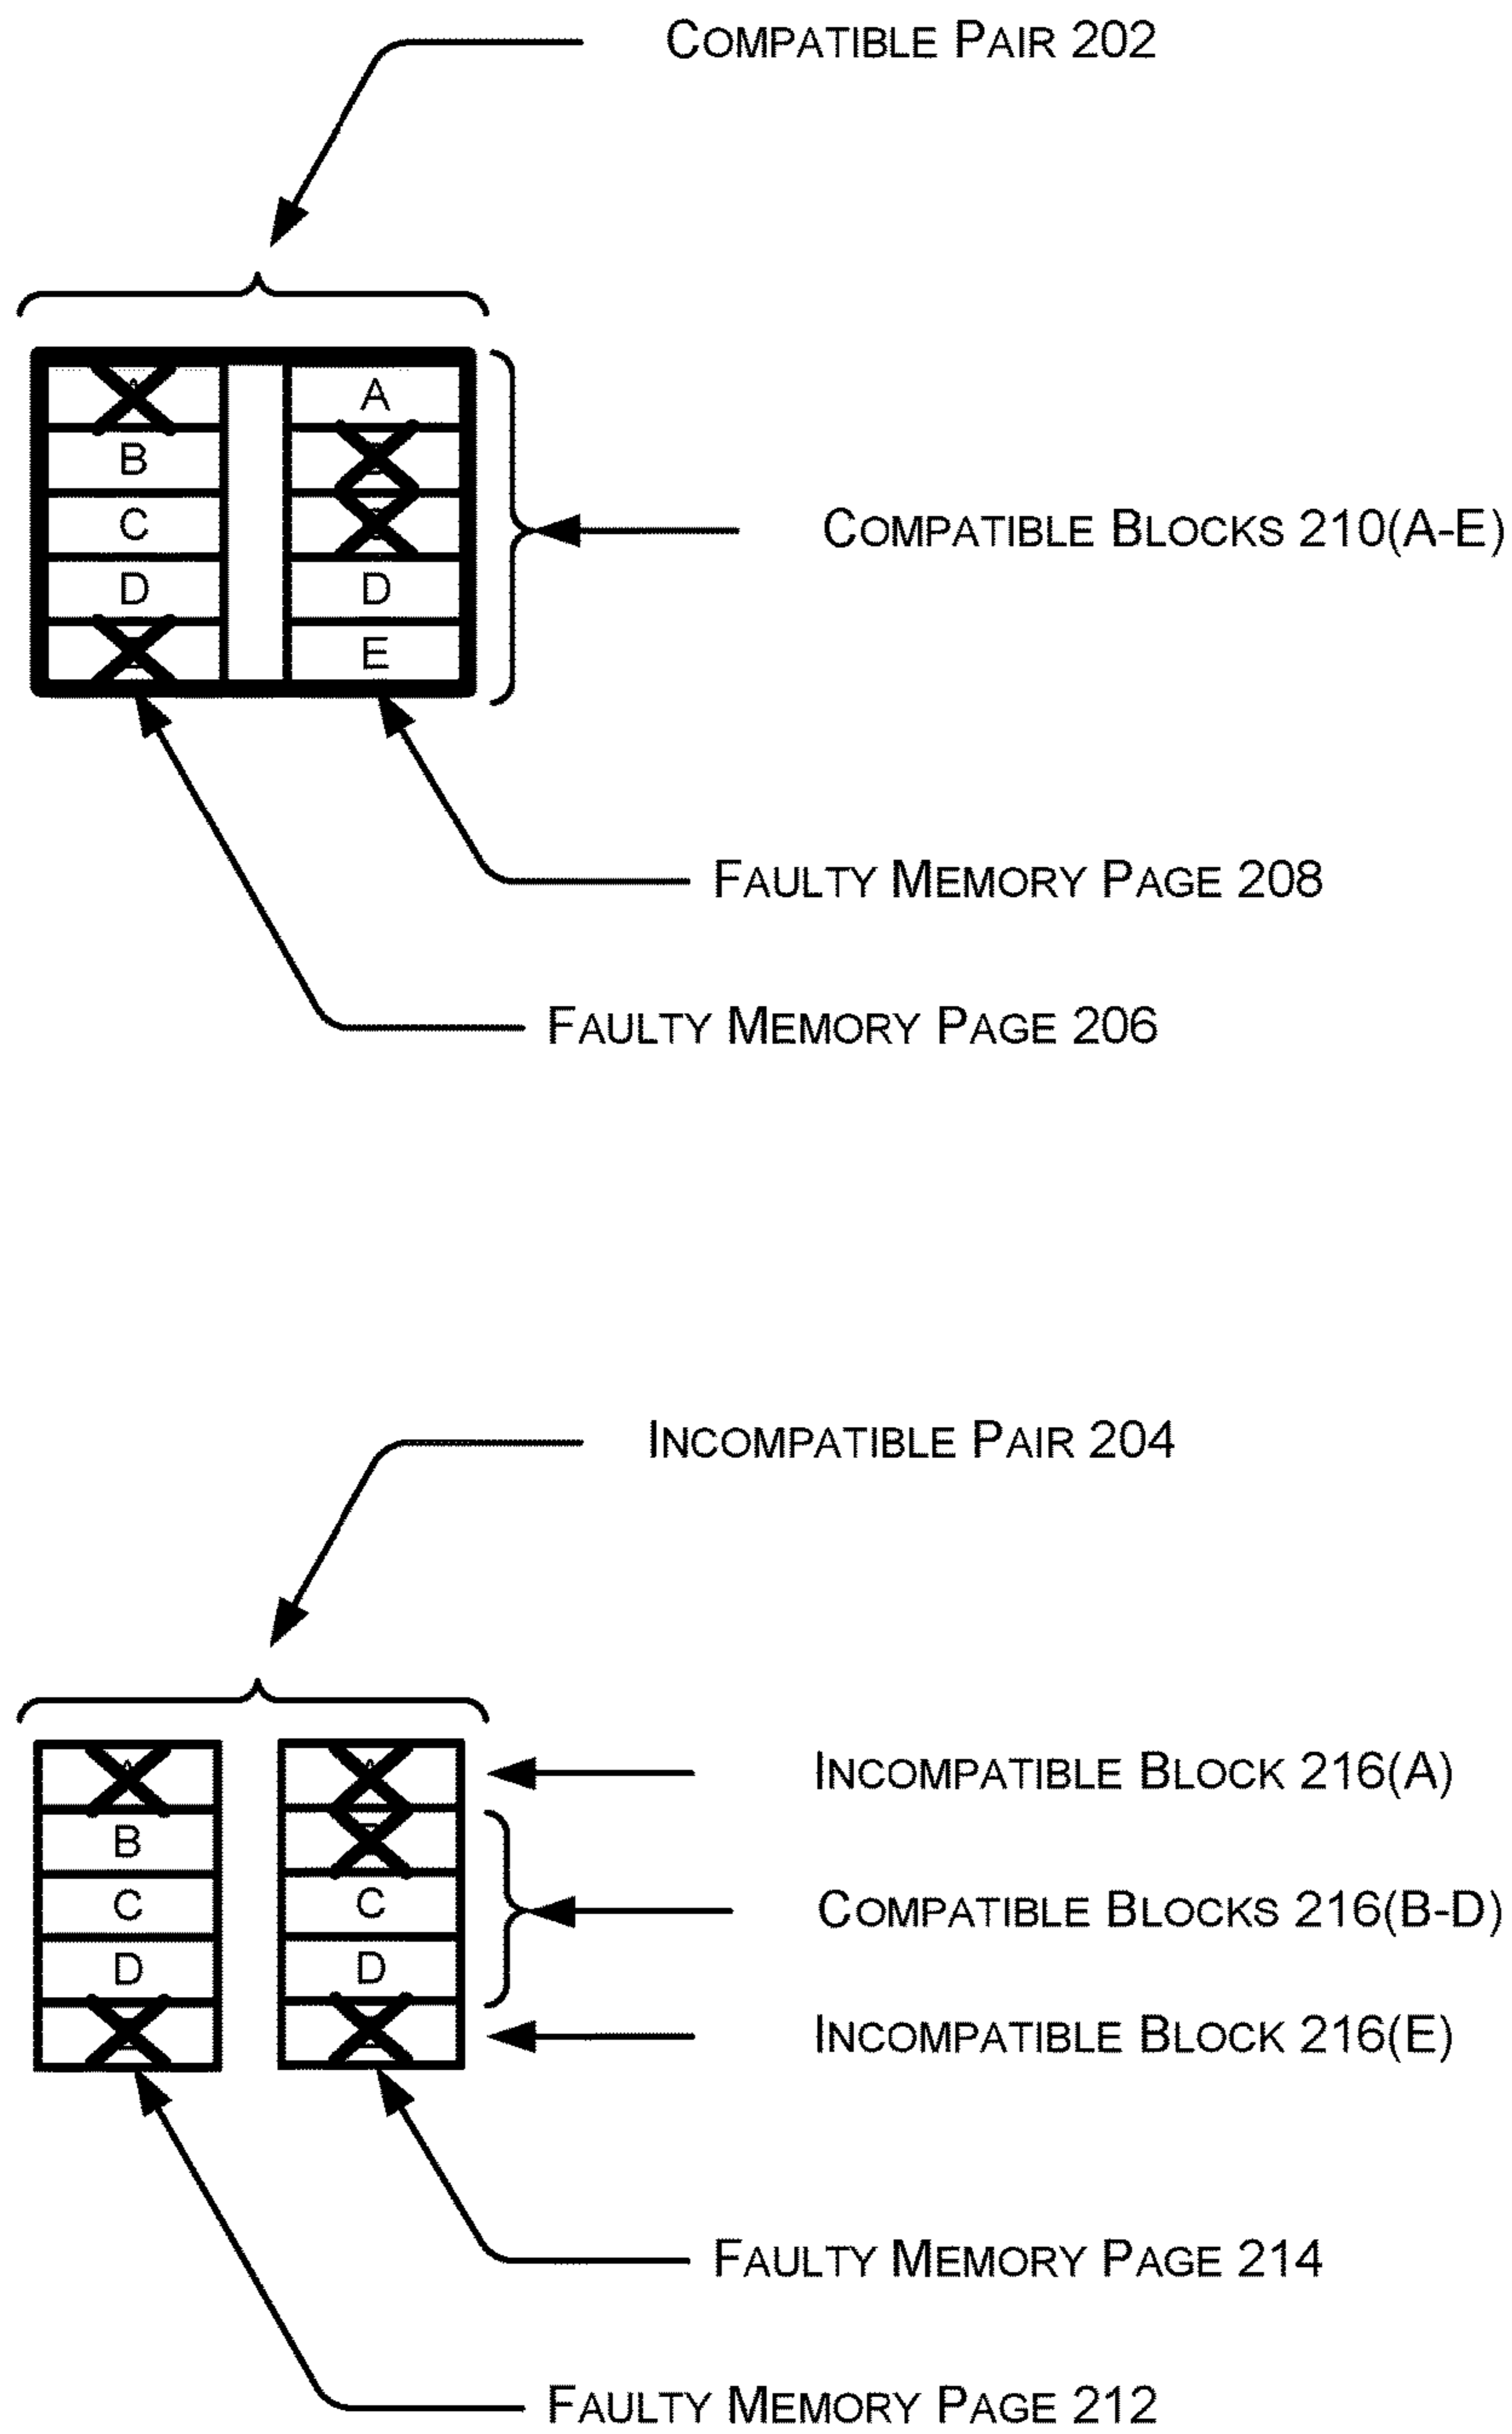 COMPATIBLE PAIR 202
A
B
C
COMPATIBLE BLOCKS 210(A-E)
D
D
E
FAULTY MEMORY PAGE 208
FAULTY MEMORY PAGE 206
INCOMPATIBLE PAIR 204
INCOMPATIBLE BLOCK 216(A)
B
C
C
COMPATIBLE BLOCKS 216(B-D)
D
D
INCOMPATIBLE BLOCK 216(E)
FAULTY MEMORY PAGE 214
FAULTY MEMORY PAGE 212